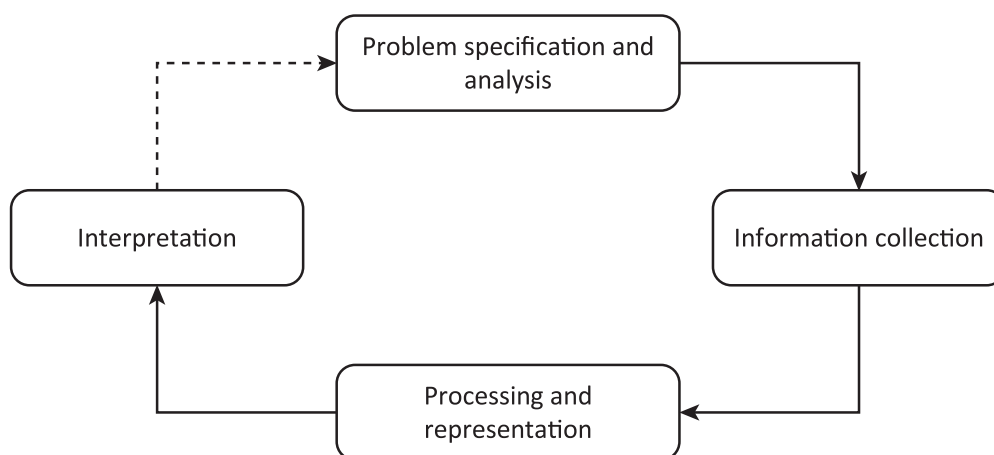 Problem specification and
analysis
Interpretation
Information collection
Processing and
representation